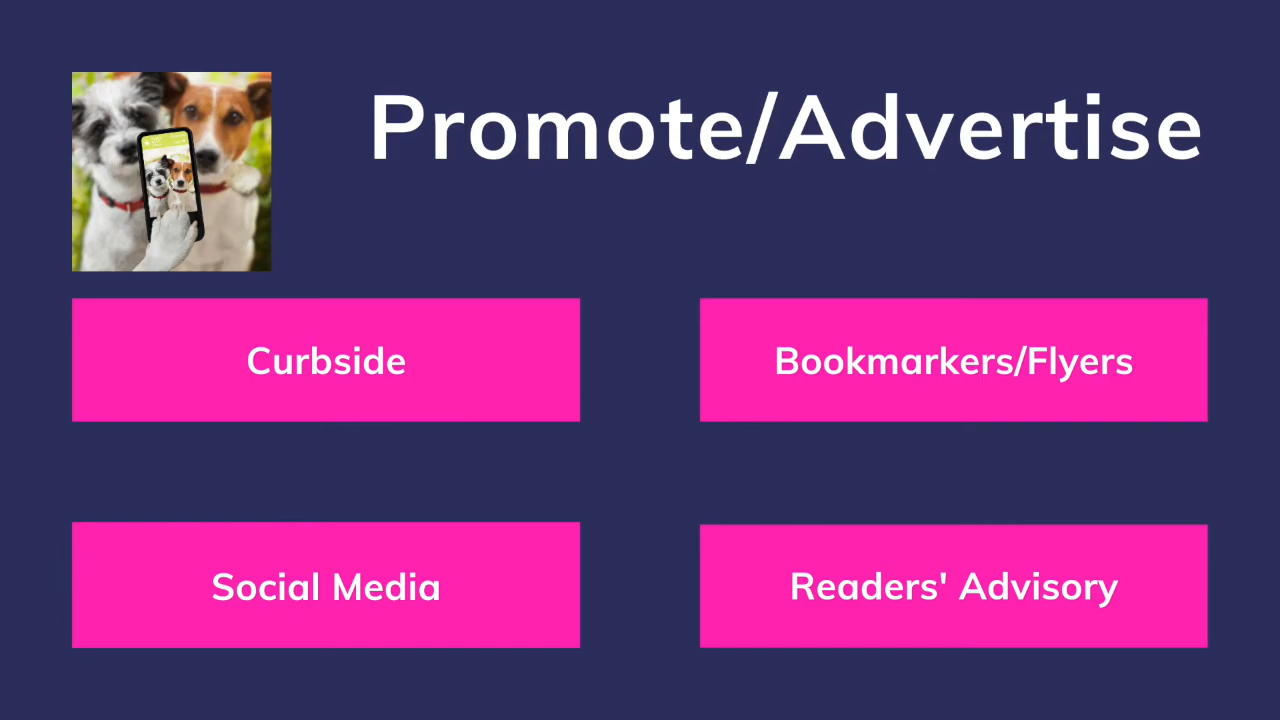 Promote/Advertise
Curbside
Bookmarkers/Flyers
Social Media
Readers' Advisory